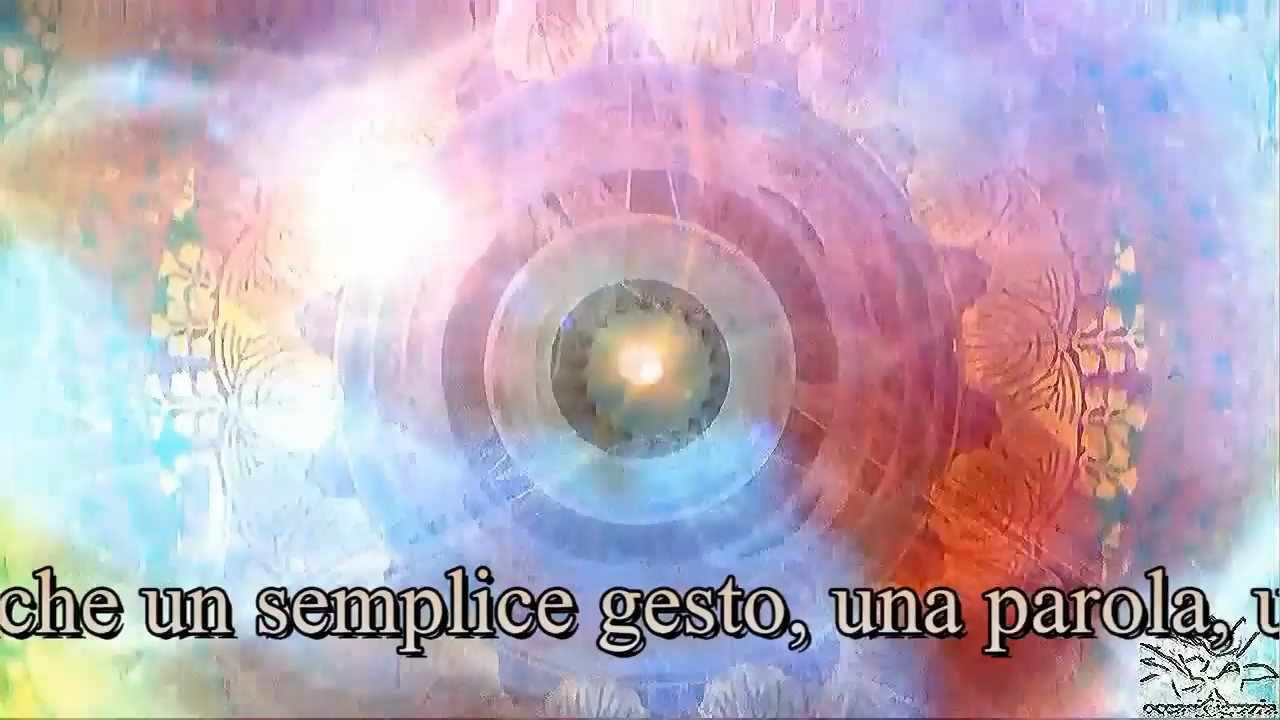 che un semplice gesto, una parola, u